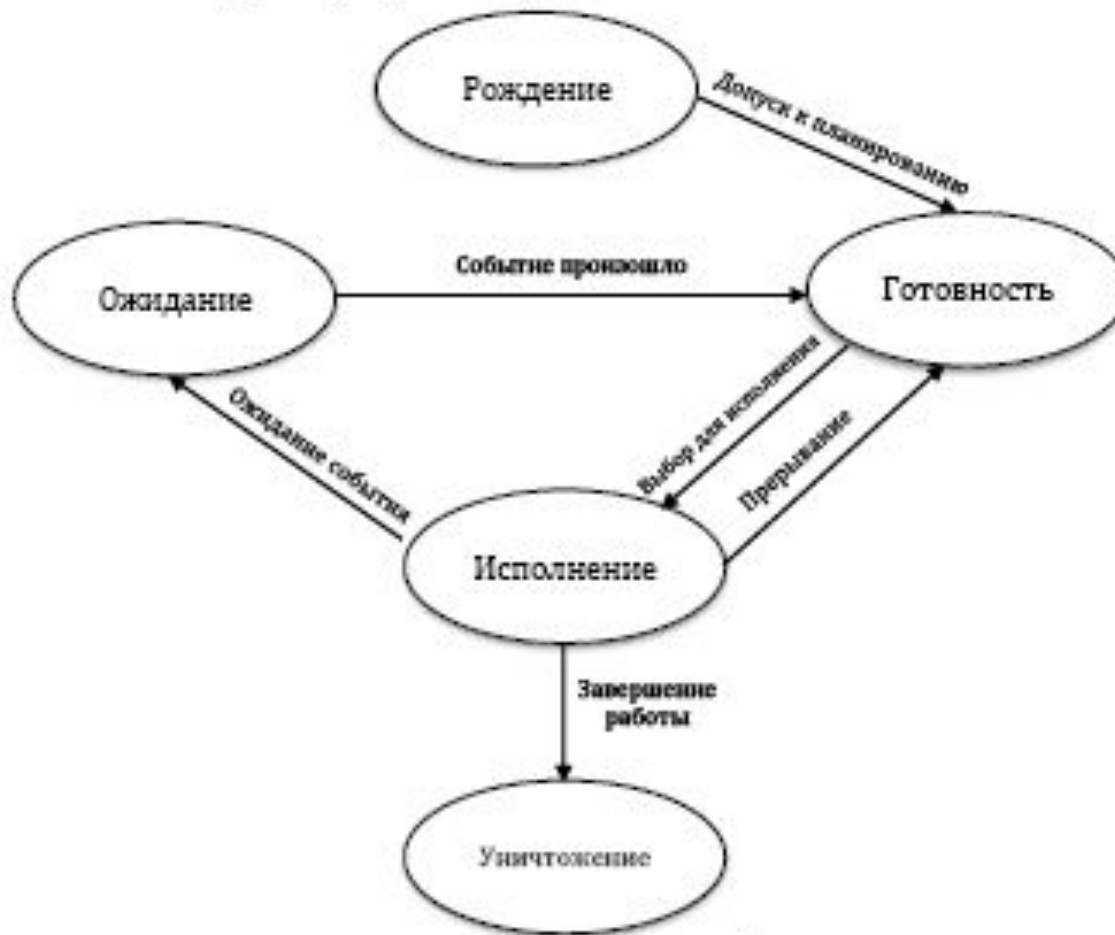 Рождение
Допуск к планированию
Событие произошло
Ожидание
Готовность
Выбор для исполнения
Ожидание события
Прерывание
Исполнение
Завершение
работы
Уничтожение